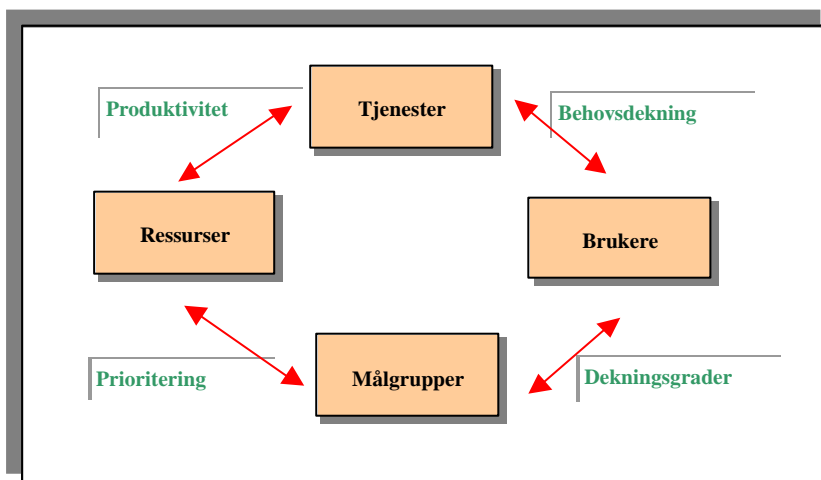 Produktivitet
Tjenester
Behovsdekning
Ressurser
Brukere
Prioritering
Målgrupper
Dekningsgrader